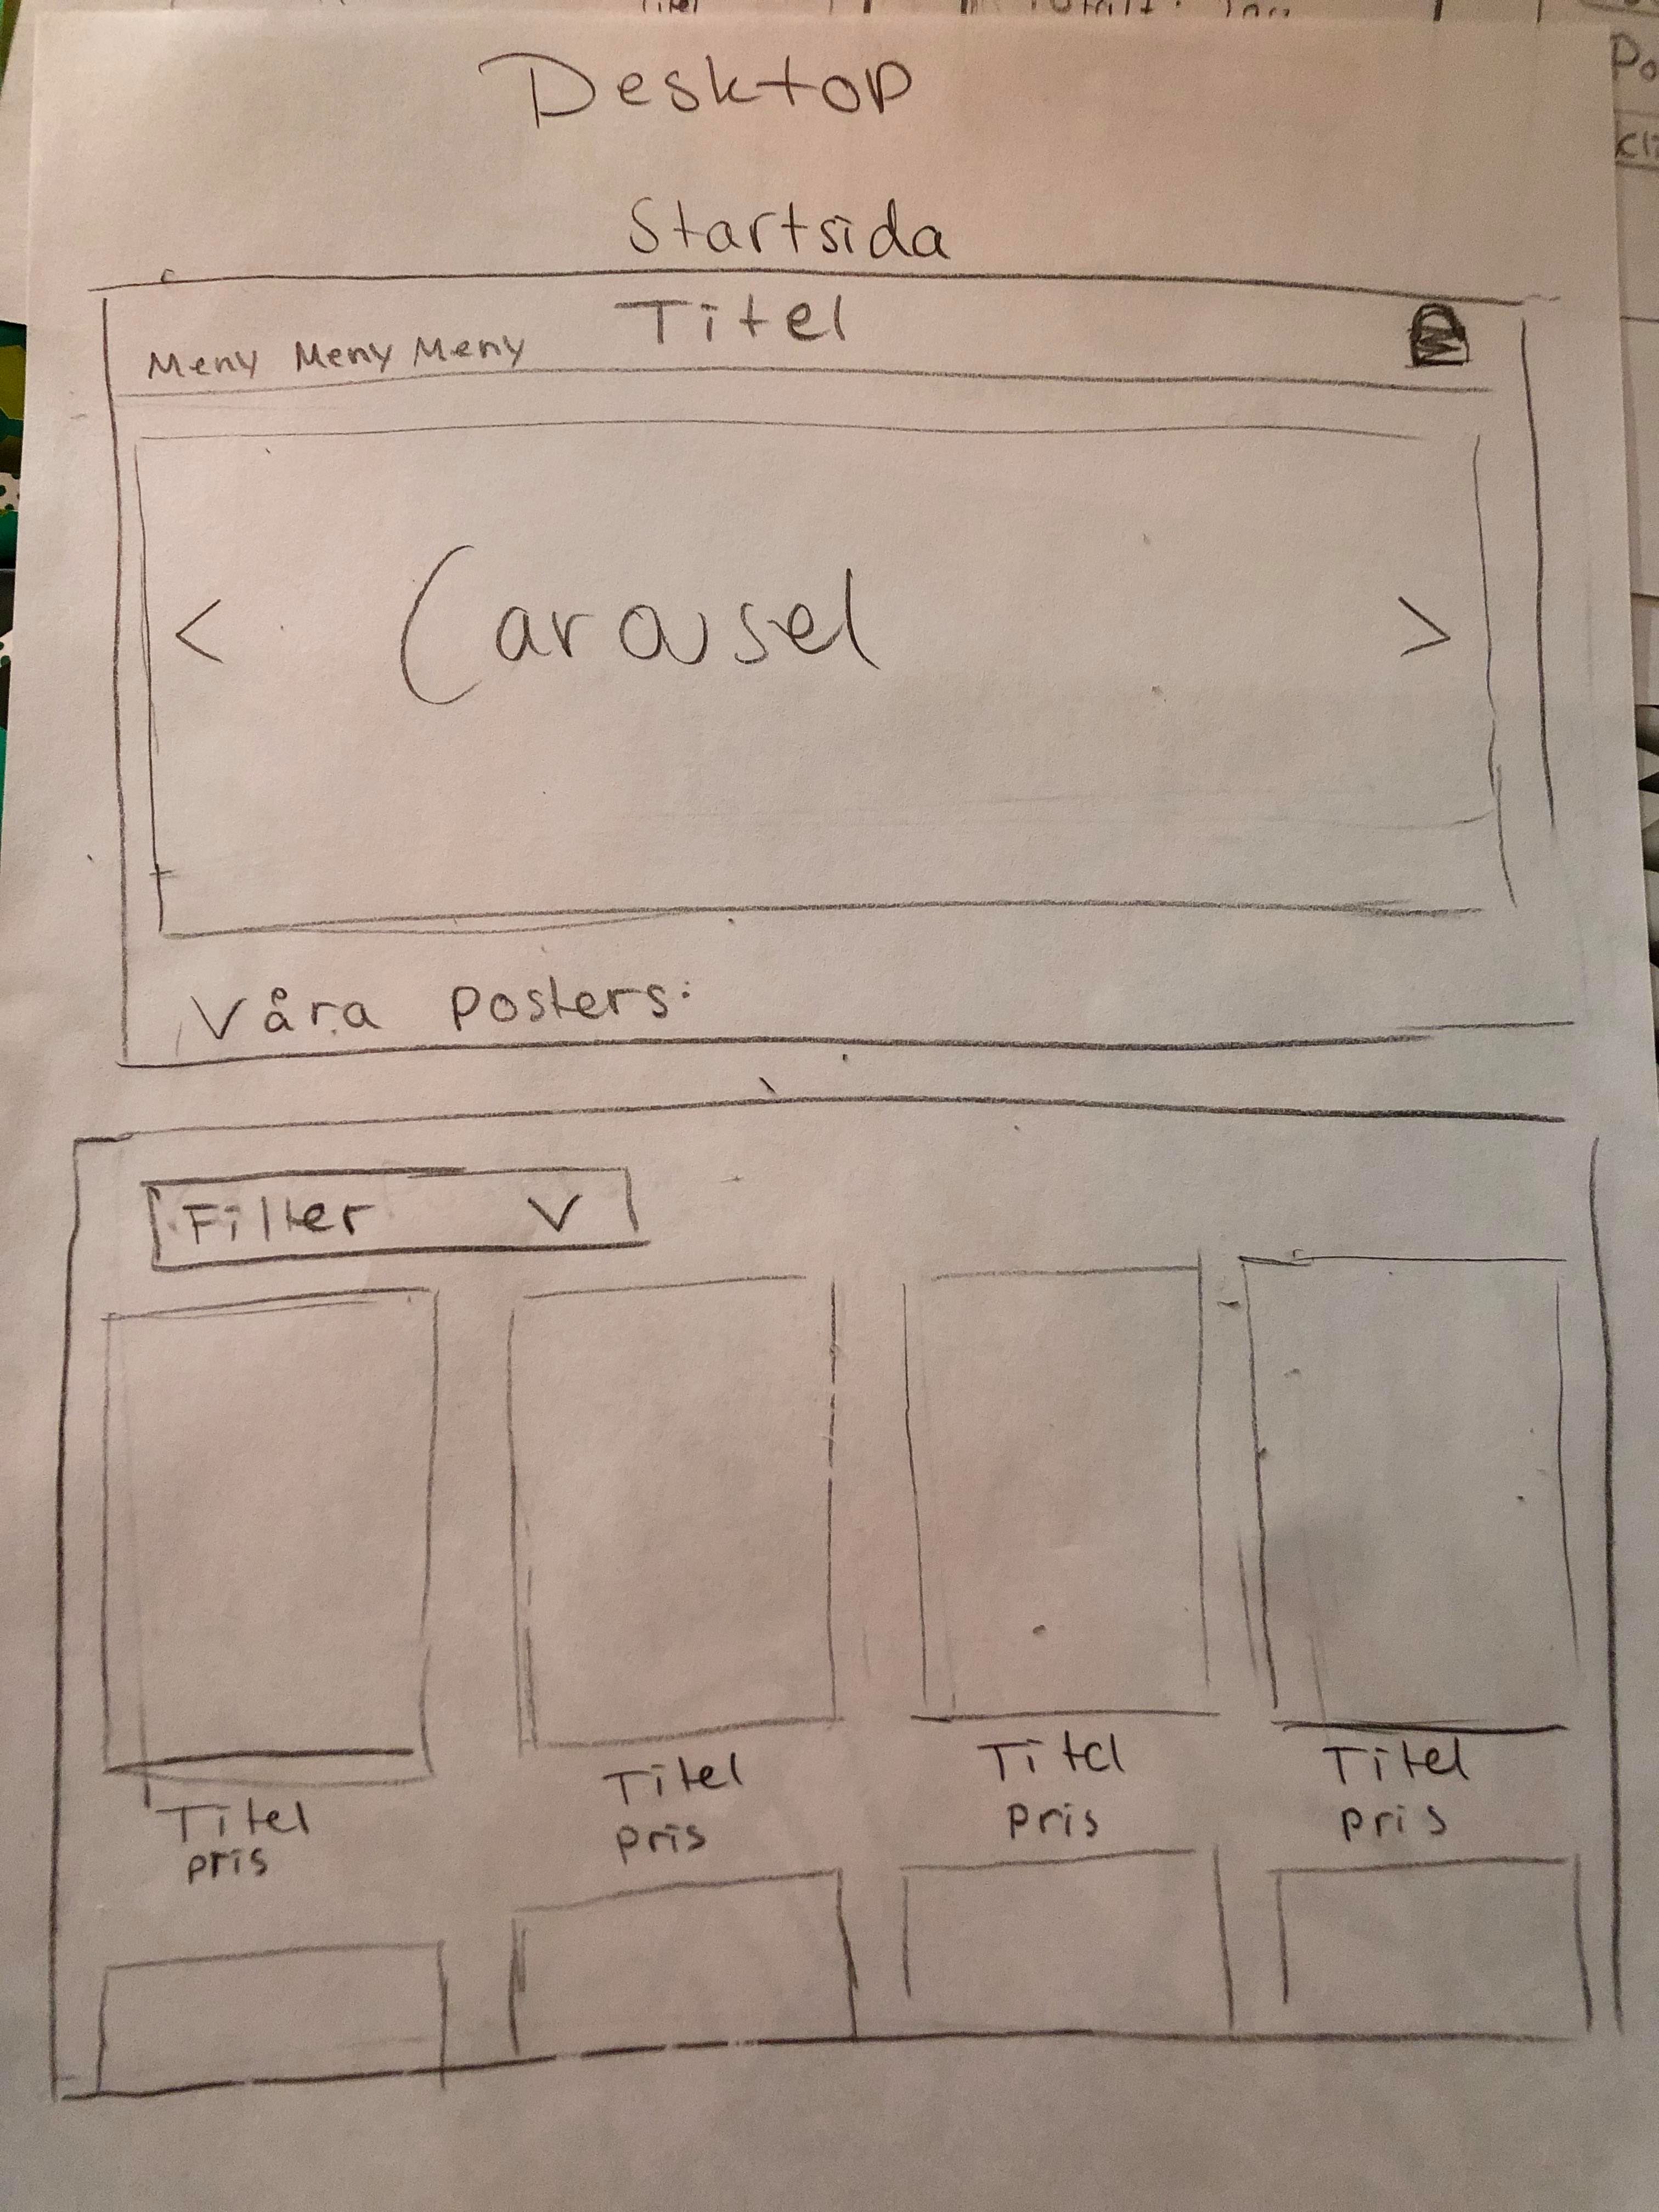 Desktop
Startsida
Titel
Meny Meny Meny
< Carousel >
Våra posters:
Filter V
Titel Titel Titel Titel
pris pris pris pris